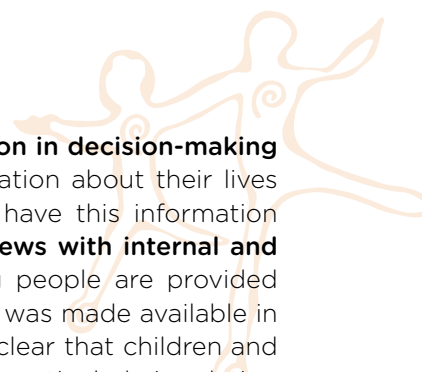 on in decision-making
ation about their lives
have this information
ews with internal and
people are provided
was made available in
clear that children and